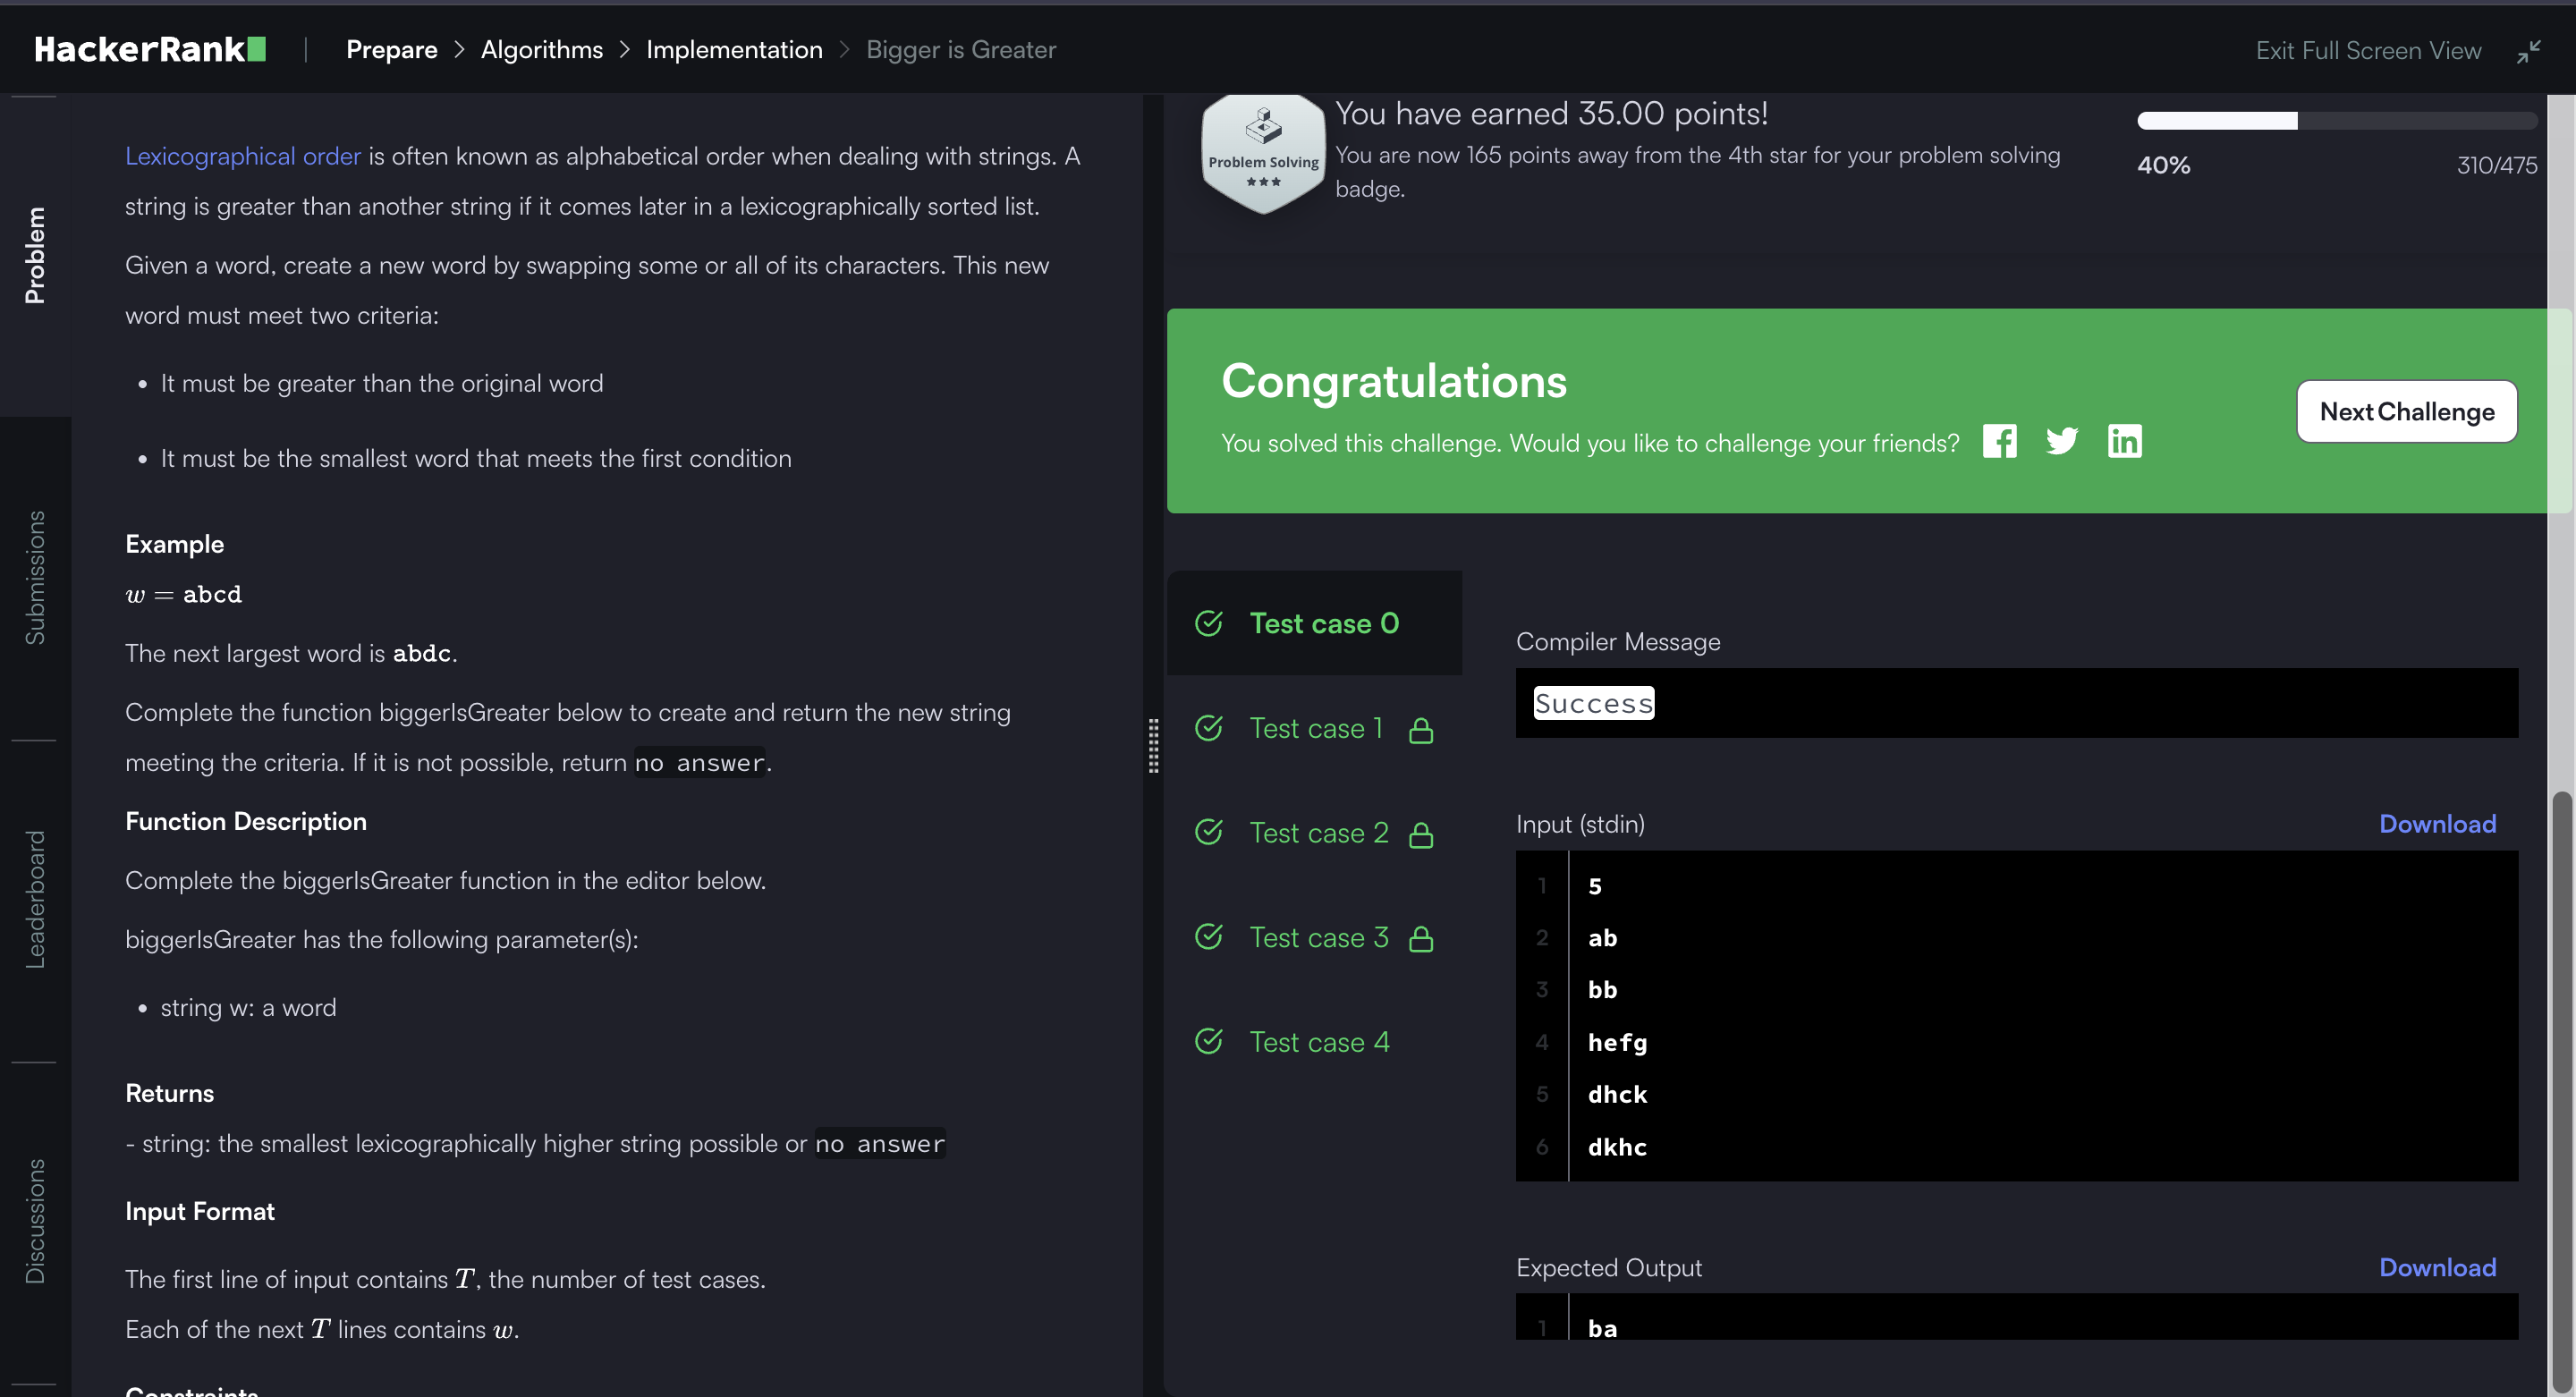 HackerRank
Prepare > Algorithms > Implementation > Bigger is Greater
Exit Full Screen View
Problem
Submissions
Leaderboard
Discussions
Lexicographical order is often known as alphabetical order when dealing with strings. A
string is greater than another string if it comes later in a lexicographically sorted list.
Given a word, create a new word by swapping some or all of its characters. This new
word must meet two criteria:
• It must be greater than the original word
• It must be the smallest word that meets the first condition
Example
w = abcd
The next largest word is abdc.
Complete the function biggerIsGreater below to create and return the new string
meeting the criteria. If it is not possible, return no answer.
Function Description
Complete the biggerIsGreater function in the editor below.
biggerIsGreater has the following parameter(s):
• string w: a word
Returns
- string: the smallest lexicographically higher string possible or no answer
Input Format
The first line of input contains T, the number of test cases.
Each of the next T lines contains w.
Constraints
Problem Solving
You have earned 35.00 points!
You are now 165 points away from the 4th star for your problem solving
badge.
40%
310/475
Congratulations
You solved this challenge. Would you like to challenge your friends?
Next Challenge
Test case 0
Test case 1
Test case 2
Test case 3
Test case 4
Compiler Message
Success
Input (stdin)
Download
1 5
2 ab
3 bb
4 hefg
5 dhck
6 dkhc
Expected Output
Download
1 ba